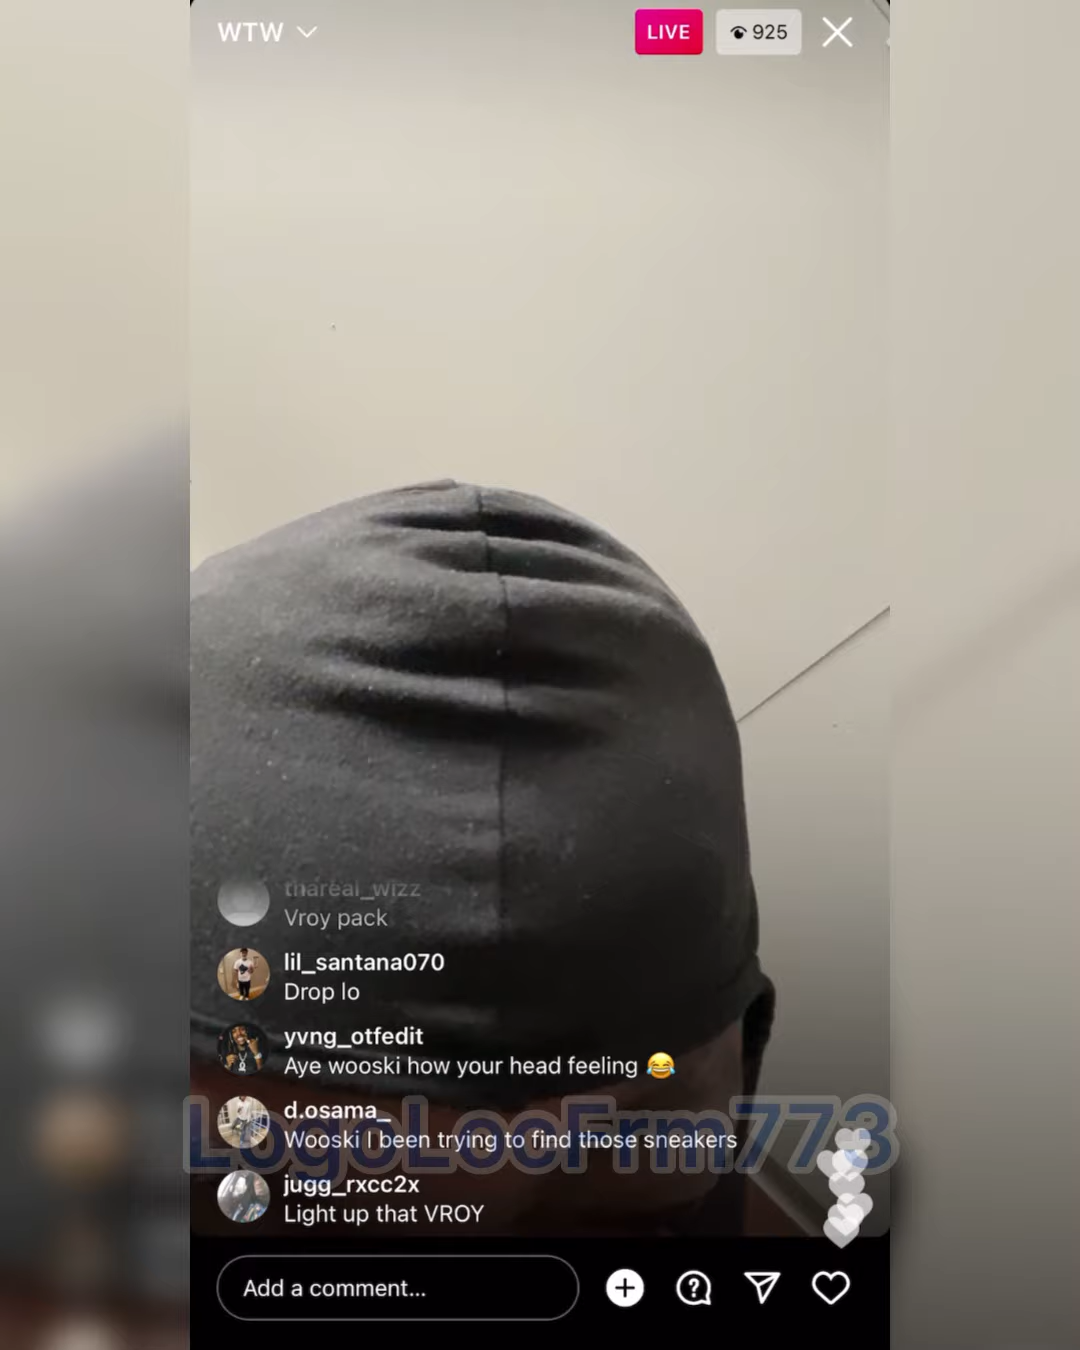 WTW
LIVE
925
thareal_wizz
Vroy pack
lil_santana070
Drop lo
yvng_otfedit
Aye wooski how your head feeling 😂
d.osama_
Wooski I been trying to find those sneakers
LogoLocFrm773
jugg_rxcc2x
Light up that VROY
Add a comment...